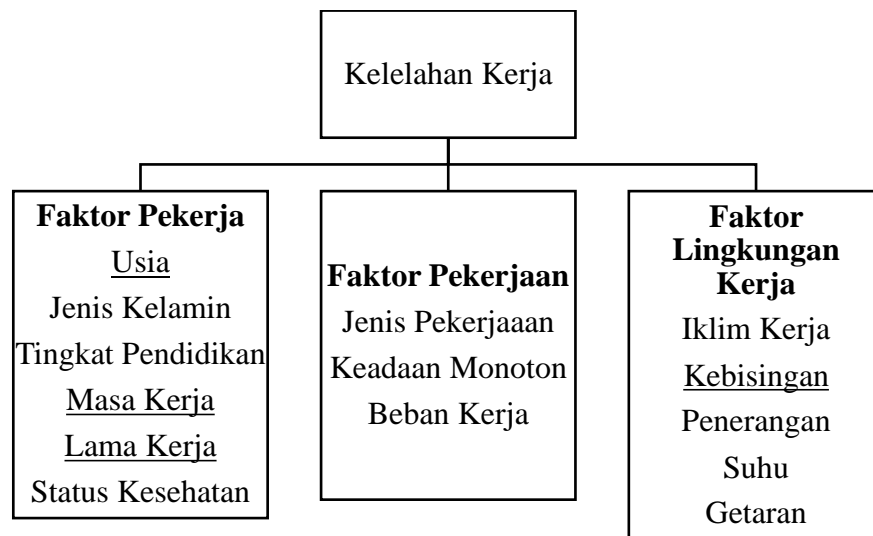 Kelelahan Kerja
Faktor Pekerja
Usia
Jenis Kelamin
Tingkat Pendidikan
Masa Kerja
Lama Kerja
Status Kesehatan
Faktor Pekerjaan
Jenis Pekerjaaan
Keadaan Monoton
Beban Kerja
Faktor
Lingkungan
Kerja
Iklim Kerja
Kebisingan
Penerangan
Suhu
Getaran